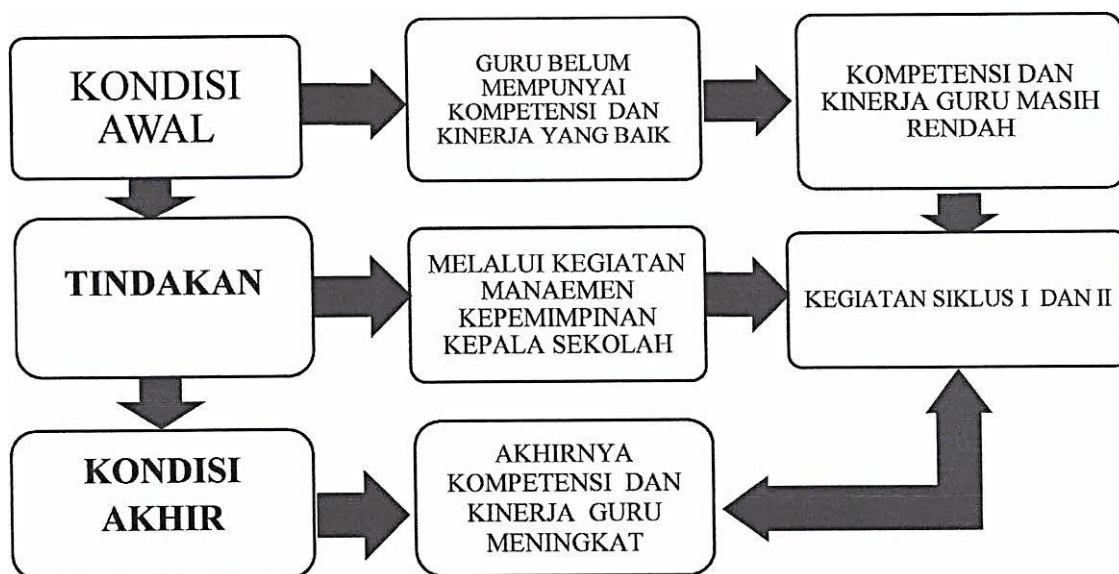 KONDISI
AWAL
GURU BELUM
MEMPUNYAI
KOMPETENSI DAN
KINERJA YANG BAIK
KOMPETENSI DAN
KINERJA GURU MASIH
RENDAH
TINDAKAN
MELALUI KEGIATAN
MANAEMEN
KEPEMIMPINAN
KEPALA SEKOLAH
KEGIATAN SIKLUS I DAN II
KONDISI
AKHIR
AKHIRNYA
KOMPETENSI DAN
KINERJA GURU
MENINGKAT